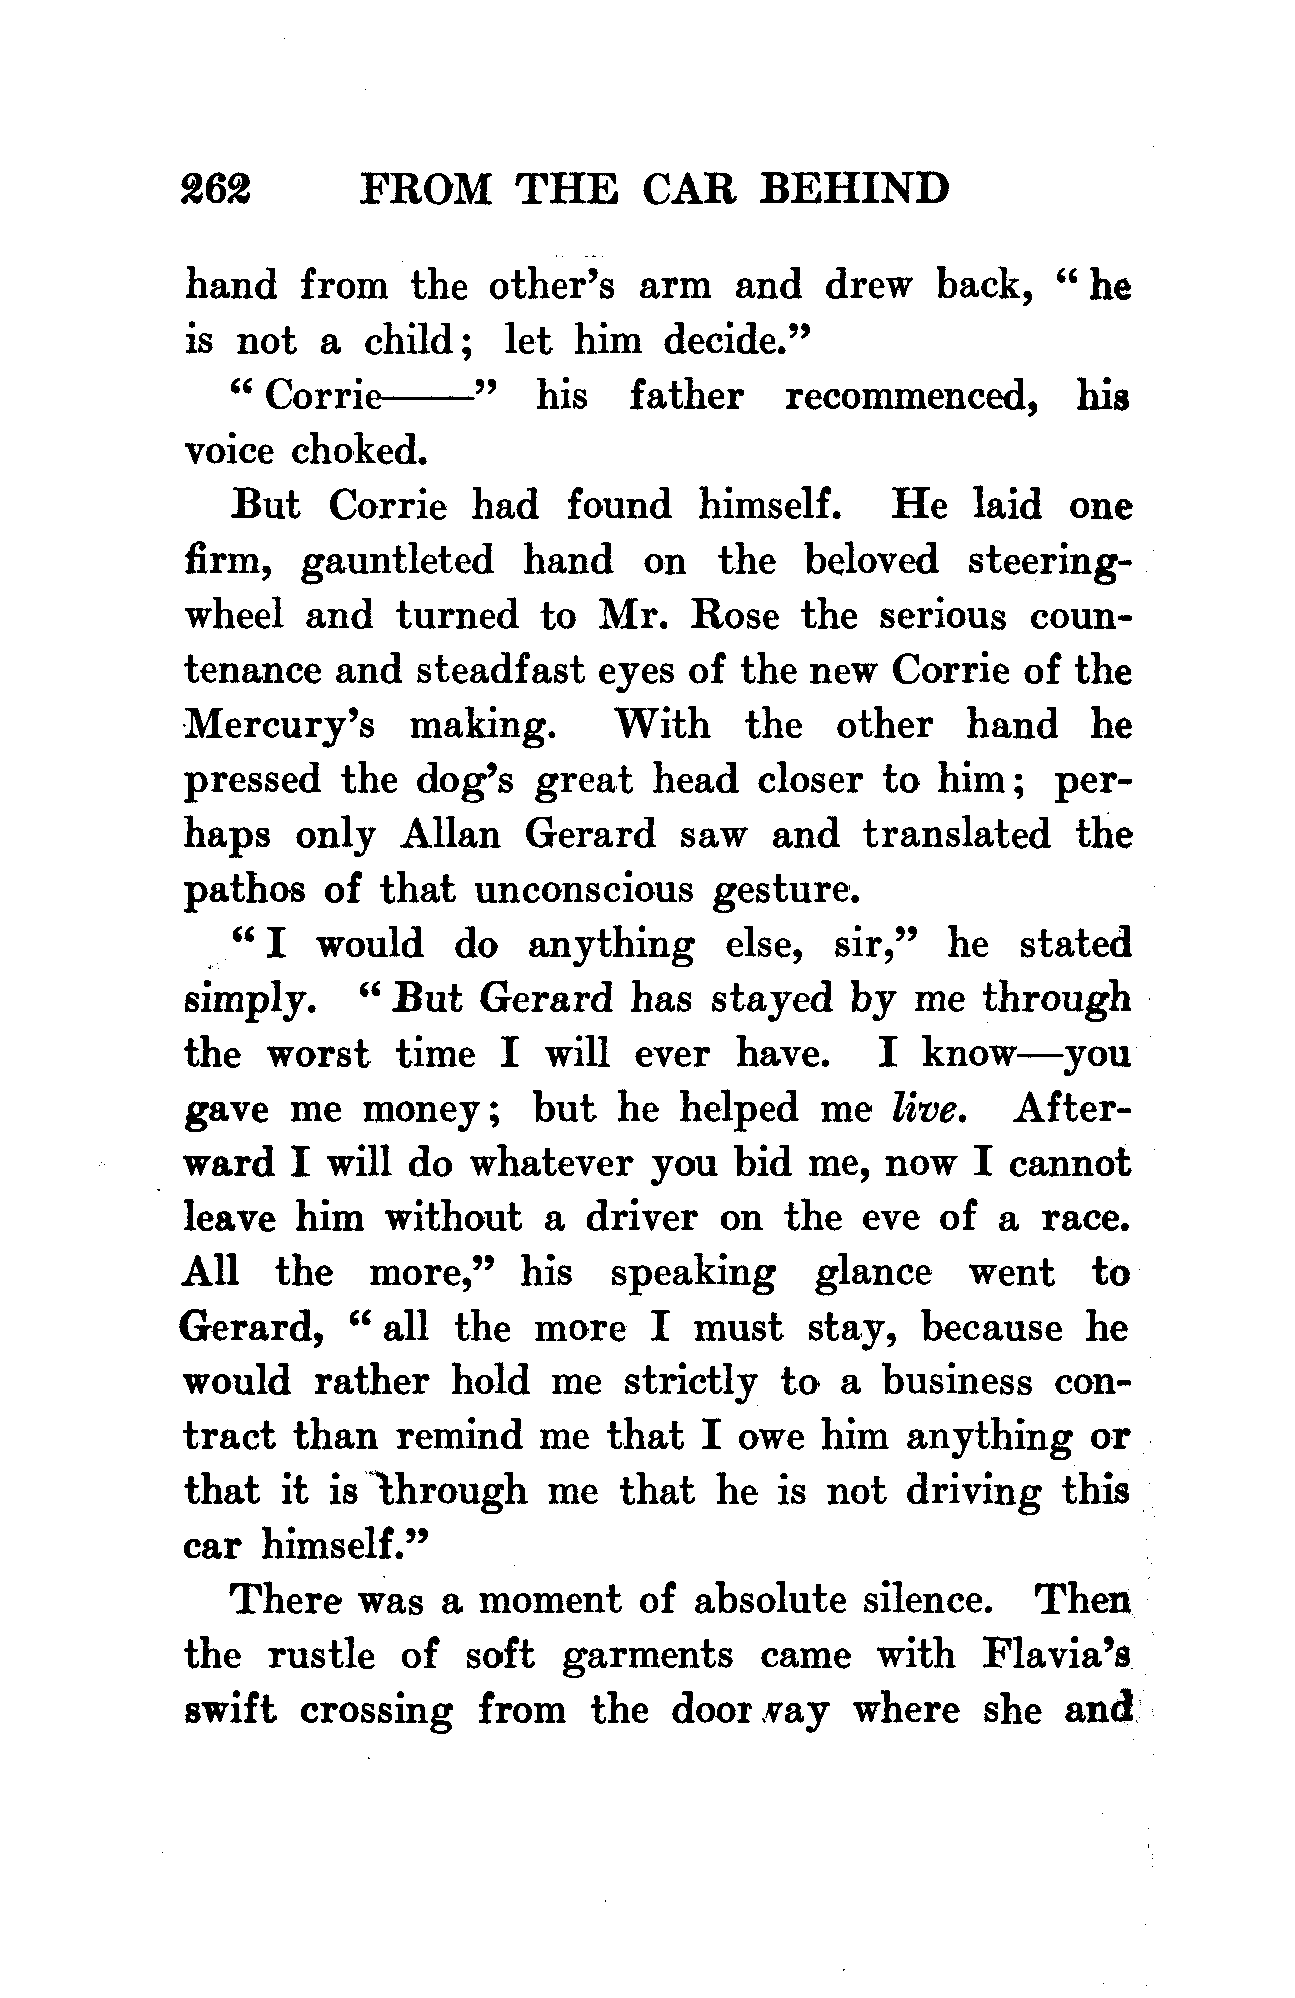 262 FROM THE CAR BEHIND
hand from the other's arm and drew back, "he
is not a child; let him decide."
"Corrie——" his father recommenced, his
voice choked.
But Corrie had found himself. He laid one
firm, gauntleted hand on the beloved steering-
wheel and turned to Mr. Rose the serious coun-
tenance and steadfast eyes of the new Corrie of the
Mercury's making. With the other hand he
pressed the dog's great head closer to him; per-
haps only Allan Gerard saw and translated the
pathos of that unconscious gesture.
"I would do anything else, sir," he stated
simply. "But Gerard has stayed by me through
the worst time I will ever have. I know—you
gave me money; but he helped me live. After-
ward I will do whatever you bid me, now I cannot
leave him without a driver on the eve of a race.
All the more," his speaking glance went to
Gerard, "all the more I must stay, because he
would rather hold me strictly to a business con-
tract than remind me that I owe him anything or
that it is through me that he is not driving this
car himself."
There was a moment of absolute silence. Then
the rustle of soft garments came with Flavia's
swift crossing from the doorway where she and